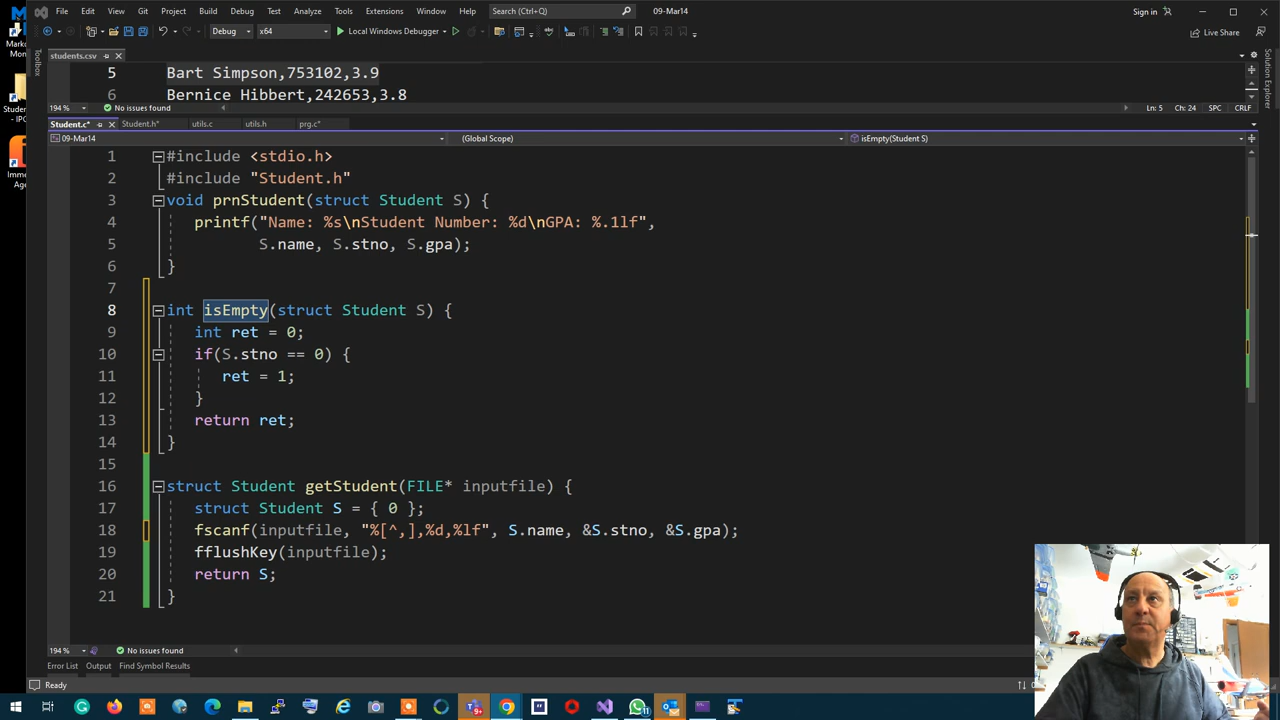 File Edit View Git Project Build Debug Test Analyze Tools Extensions Window Help Search (Ctrl+Q) 09-Mar14 Sign in
Debug x64 Local Windows Debugger Live Share
students.csv
5 Bart Simpson,753102,3.9
6 Bernice Hibbert,242653,3.8
194 % No issues found Ln: 5 Ch: 24 SPC CRLF
Student.c* Student.h* utils.c utils.h prg.c*
09-Mar14 (Global Scope) isEmpty(Student S)
1 #include <stdio.h>
2 #include "Student.h"
3 void prnStudent(struct Student S) {
4 printf("Name: %s\nStudent Number: %d\nGPA: %.1lf",
5 S.name, S.stno, S.gpa);
6 }
7
8 int isEmpty(struct Student S) {
9 int ret = 0;
10 if(S.stno == 0) {
11 ret = 1;
12 }
13 return ret;
14 }
15
16 struct Student getStudent(FILE* inputfile) {
17 struct Student S = { 0 };
18 fscanf(inputfile, "%[^,],%d,%lf", S.name, &S.stno, &S.gpa);
19 fflushKey(inputfile);
20 return S;
21 }
194 % No issues found
Error List Output Find Symbol Results
Ready
Toolbox
Solution Explorer